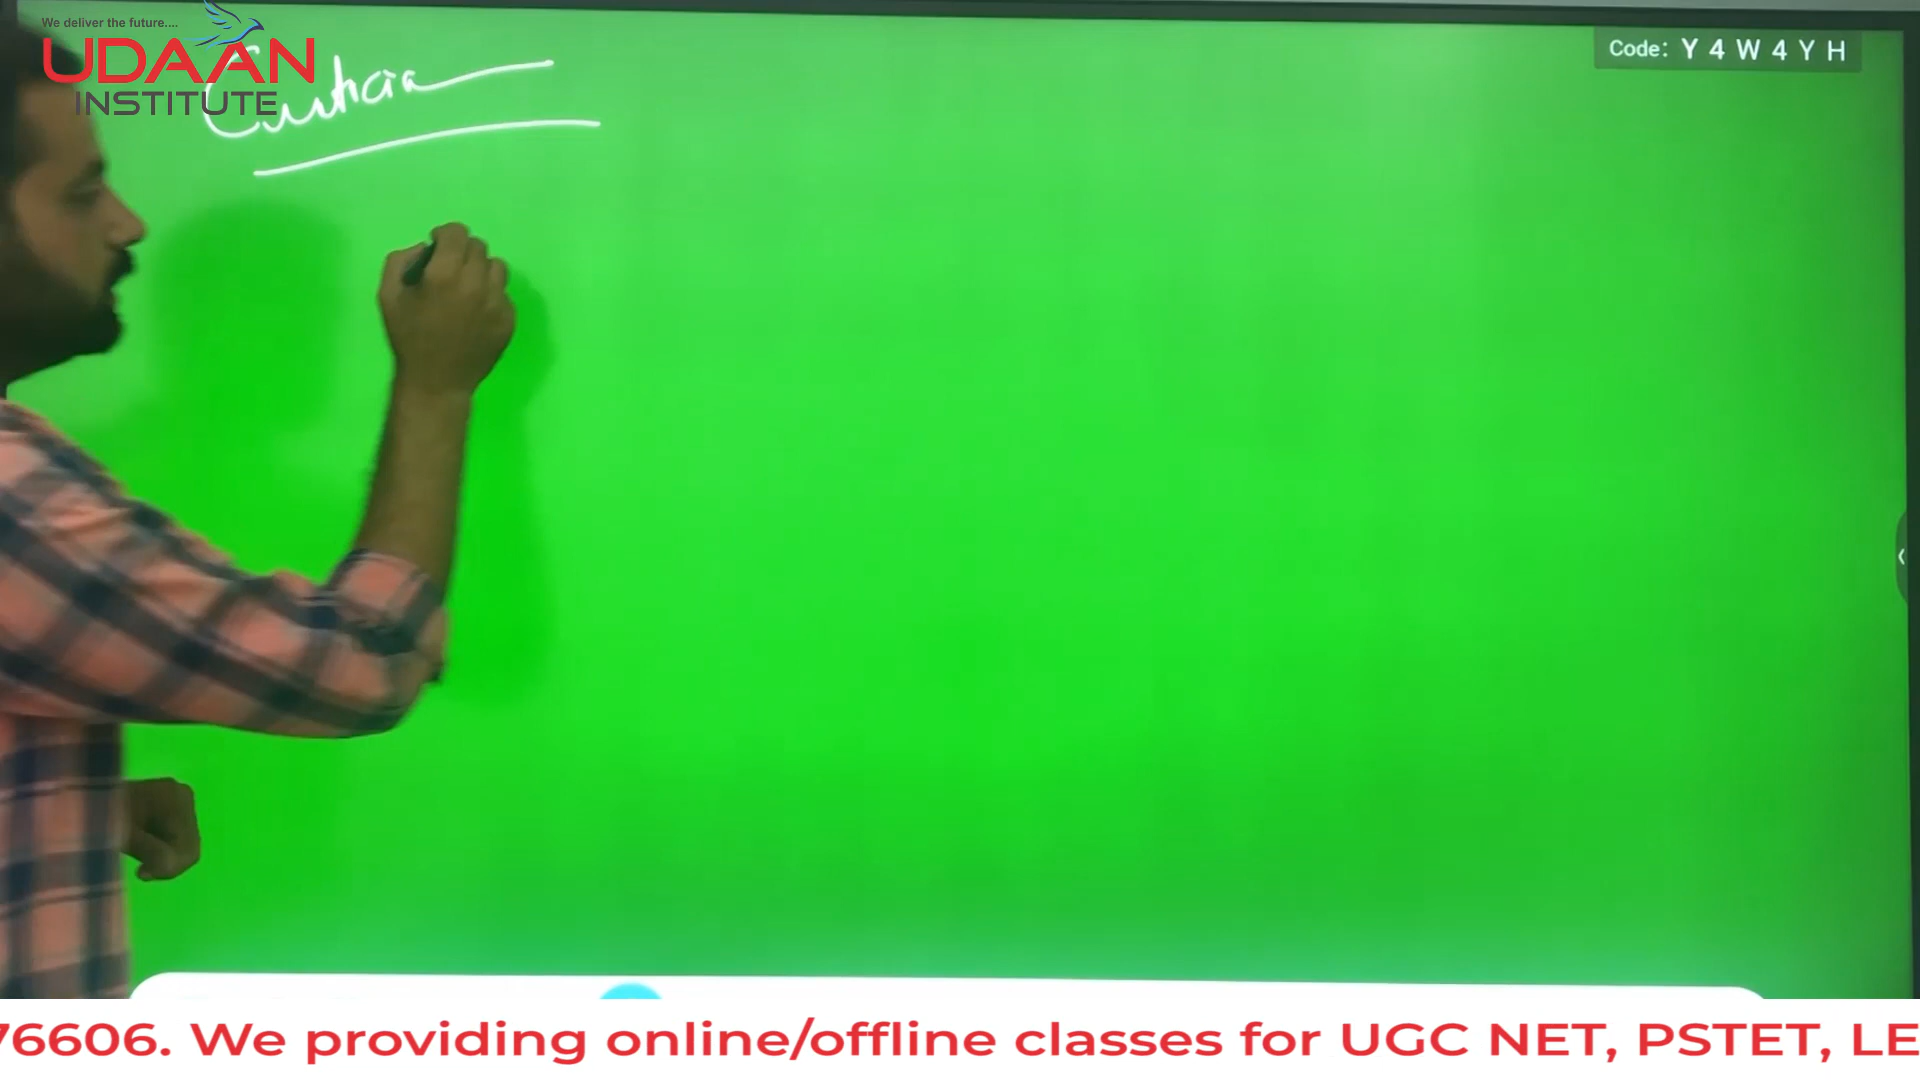 We deliver the future....
UDAAN
INSTITUTE
Code: Y 4 W 4 Y H
76606. We providing online/offline classes for UGC NET, PSTET, LE